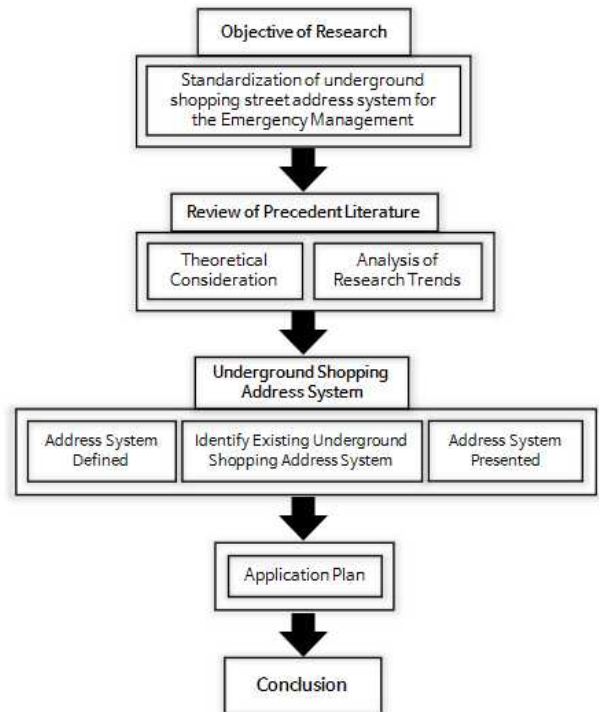 Objective of Research
Standardization of underground
shopping street address system for
the Emergency Management
Review of Precedent Literature
Theoretical
Consideration
Analysis of
Research Trends
Underground Shopping
Address System
Address System
Defined
Identify Existing Underground
Shopping Address System
Address System
Presented
Application Plan
Conclusion